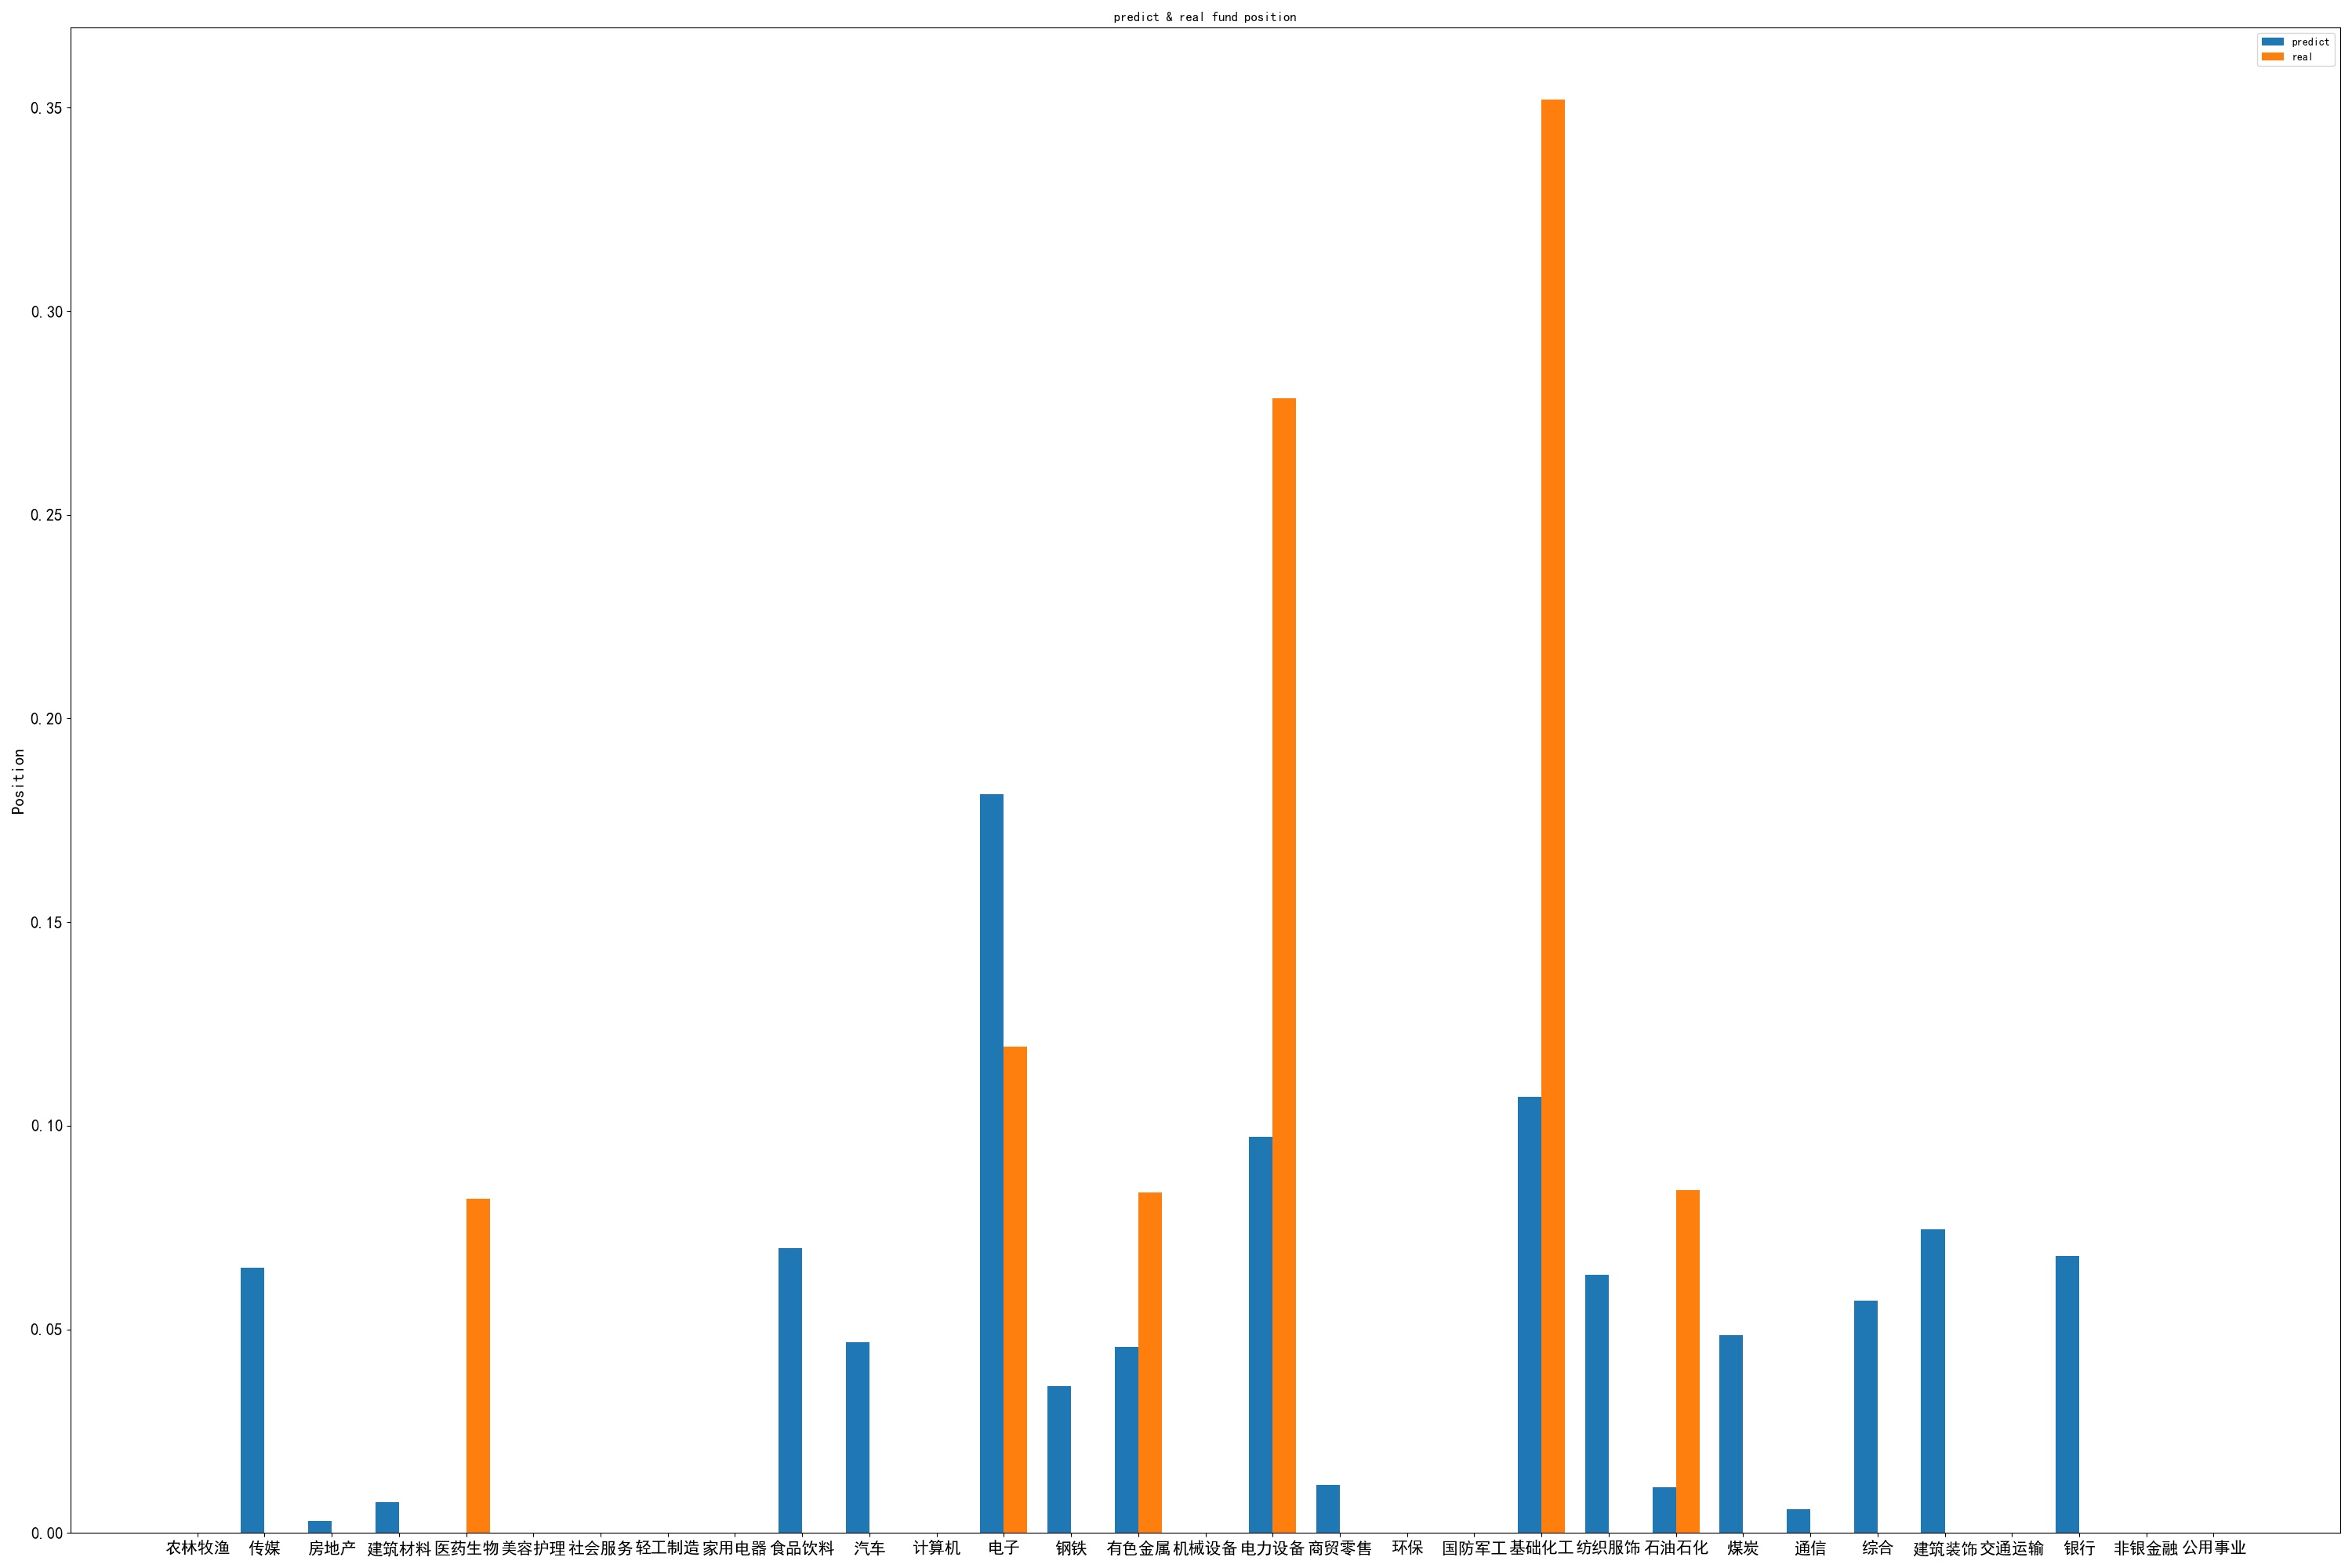 predict & real fund position
predict
real
0.35
0.30
0.25
0.20
0.15
0.10
0.05
0.00
Position
农林牧渔 传媒 房地产 建筑材料 医药生物 美容护理 社会服务 轻工制造 家用电器 食品饮料 汽车 计算机 电子 钢铁 有色金属 机械设备 电力设备 商贸零售 环保 国防军工 基础化工 纺织服饰 石油石化 煤炭 通信 综合 建筑装饰 交通运输 银行 非银金融 公用事业